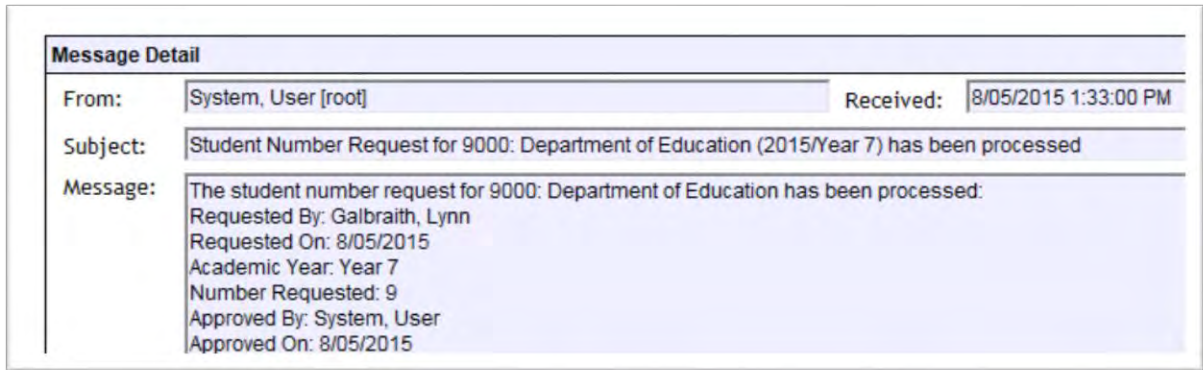 Message Detail
From: System, User [root] Received: 8/05/2015 1:33:00 PM
Subject: Student Number Request for 9000: Department of Education (2015/Year 7) has been processed
Message: The student number request for 9000: Department of Education has been processed:
Requested By: Galbraith, Lynn
Requested On: 8/05/2015
Academic Year: Year 7
Number Requested: 9
Approved By: System, User
Approved On: 8/05/2015